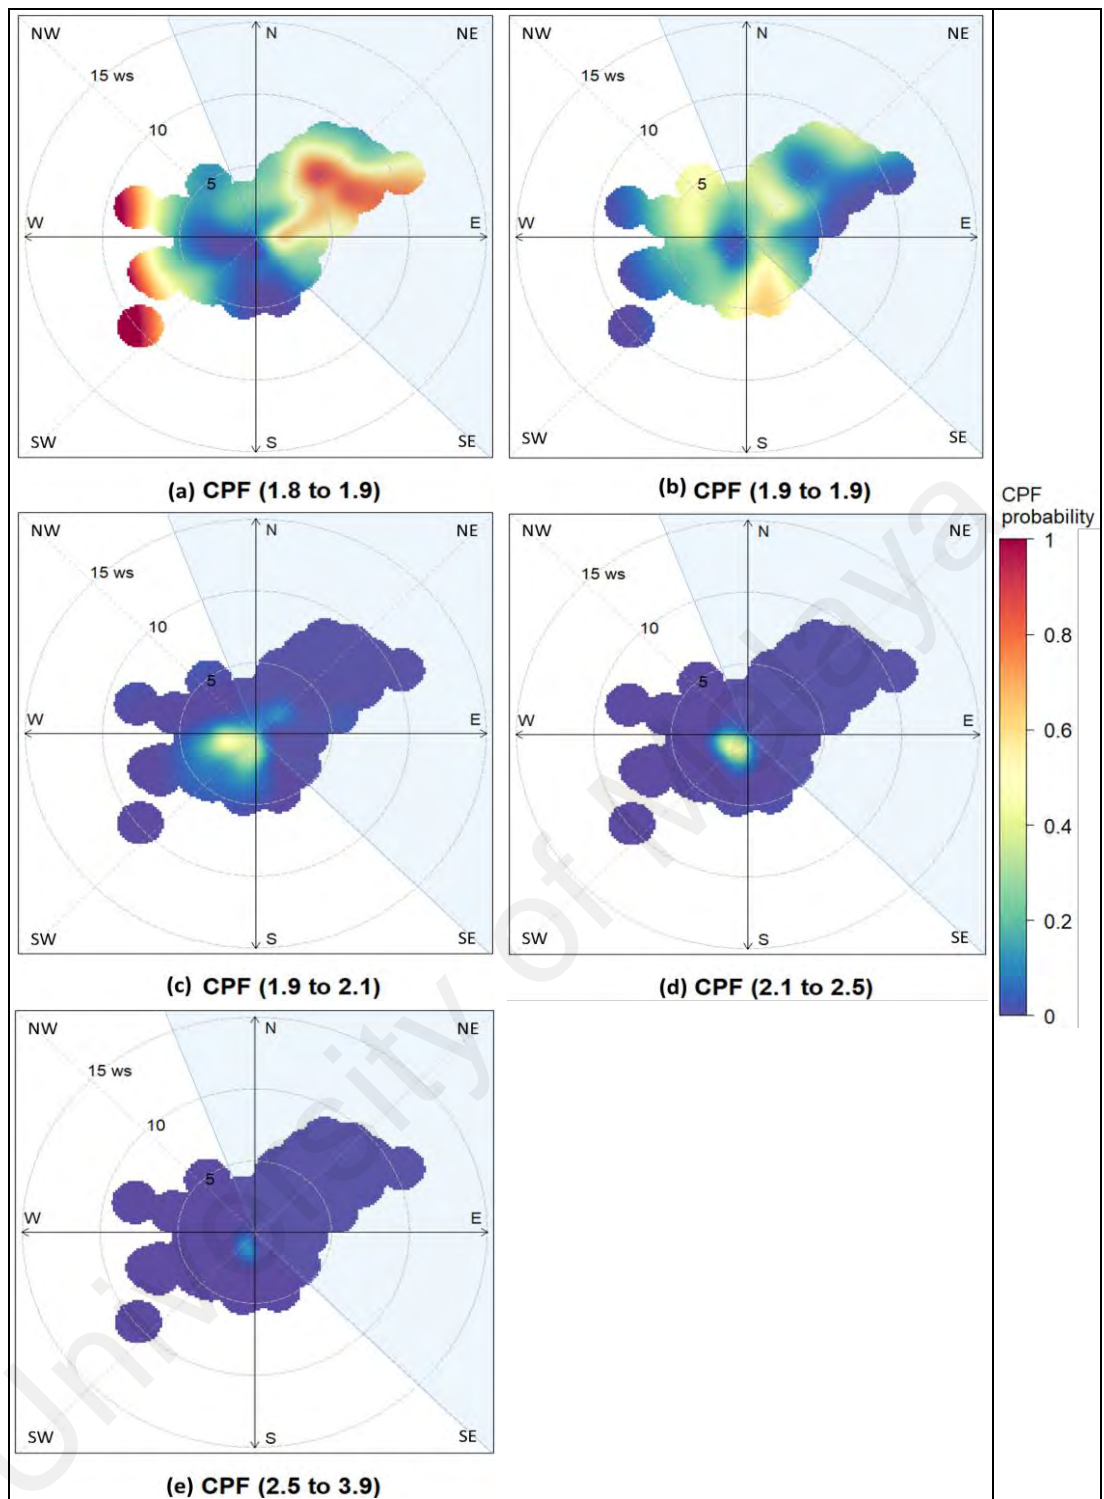 NW
N
NE
15 ws
10
5
W
E
SW
S
SE
(a) CPF (1.8 to 1.9)
NW
N
NE
15 ws
10
5
W
E
SW
S
SE
(b) CPF (1.9 to 1.9)
NW
N
NE
15 ws
10
5
W
E
SW
S
SE
(c) CPF (1.9 to 2.1)
NW
N
NE
15 ws
10
5
W
E
SW
S
SE
(d) CPF (2.1 to 2.5)
NW
N
NE
15 ws
10
5
W
E
SW
S
SE
(e) CPF (2.5 to 3.9)
CPF
probability
1
0.8
0.6
0.4
0.2
0
University of Malaya